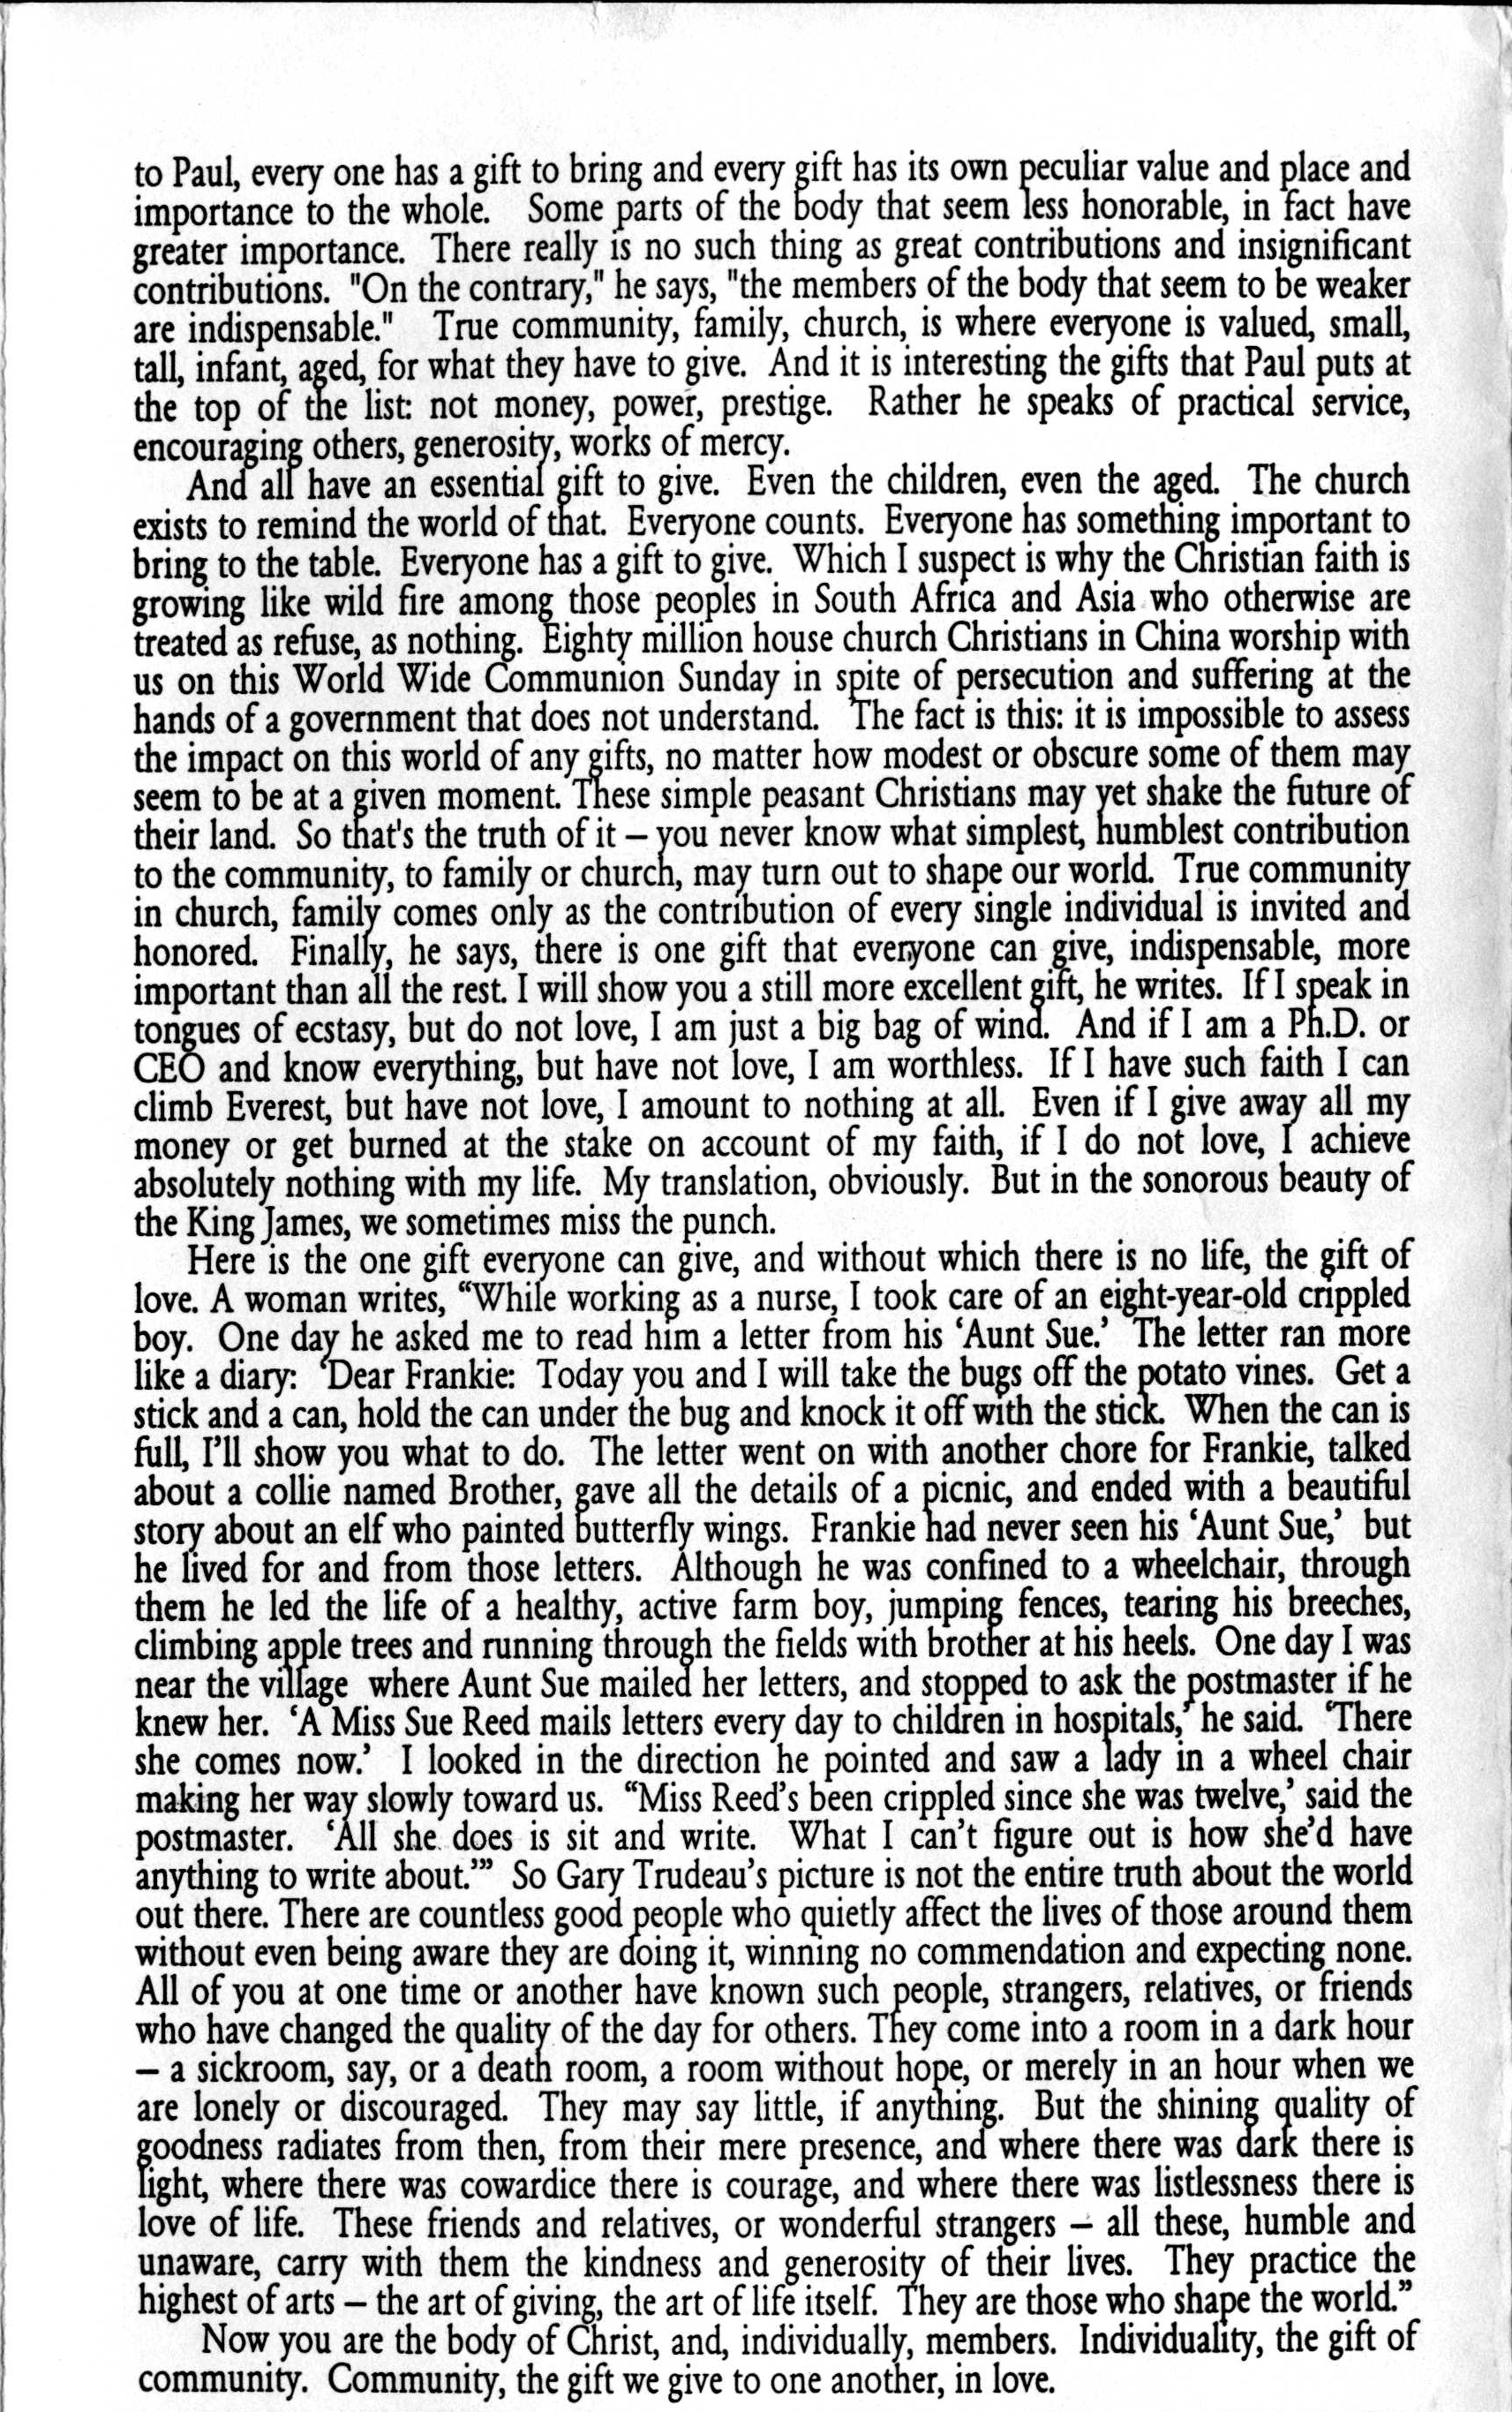 to Paul, every one has a gift to bring and every gift has its own peculiar value and place and
importance to the whole. Some parts of the body that seem less honorable, in fact have
greater importance. There really is no such thing as great contributions and insignificant
contributions. "On the contrary," he says, "the members of the body that seem to be weaker
are indispensable." True community, family, church, is where everyone is valued, small,
tall, infant, aged, for what they have to give. And it is interesting the gifts that Paul puts at
the top of the list: not money, power, prestige. Rather he speaks of practical service,
encouraging others, generosity, works of mercy.
And all have an essential gift to give. Even the children, even the aged. The church
exists to remind the world of that. Everyone counts. Everyone has something important to
bring to the table. Everyone has a gift to give. Which I suspect is why the Christian faith is
growing like wild fire among those peoples in South Africa and Asia who otherwise are
treated as refuse, as nothing. Eighty million house church Christians in China worship with
us on this World Wide Communion Sunday in spite of persecution and suffering at the
hands of a government that does not understand. The fact is this: it is impossible to assess
the impact on this world of any gifts, no matter how modest or obscure some of them may
seem to be at a given moment. These simple peasant Christians may yet shake the future of
their land. So that's the truth of it – you never know what simplest, humblest contribution
to the community, to family or church, may turn out to shape our world. True community
in church, family comes only as the contribution of every single individual is invited and
honored. Finally, he says, there is one gift that everyone can give, indispensable, more
important than all the rest. I will show you a still more excellent gift, he writes. If I speak in
tongues of ecstasy, but do not love, I am just a big bag of wind. And if I am a Ph.D. or
CEO and know everything, but have not love, I am worthless. If I have such faith I can
climb Everest, but have not love, I amount to nothing at all. Even if I give away all my
money or get burned at the stake on account of my faith, if I do not love, I achieve
absolutely nothing with my life. My translation, obviously. But in the sonorous beauty of
the King James, we sometimes miss the punch.
Here is the one gift everyone can give, and without which there is no life, the gift of
love. A woman writes, “While working as a nurse, I took care of an eight-year-old crippled
boy. One day he asked me to read him a letter from his ‘Aunt Sue.’ The letter ran more
like a diary: ‘Dear Frankie: Today you and I will take the bugs off the potato vines. Get a
stick and a can, hold the can under the bug and knock it off with the stick. When the can is
full, I’ll show you what to do. The letter went on with another chore for Frankie, talked
about a collie named Brother, gave all the details of a picnic, and ended with a beautiful
story about an elf who painted butterfly wings. Frankie had never seen his ‘Aunt Sue,’ but
he lived for and from those letters. Although he was confined to a wheelchair, through
them he led the life of a healthy, active farm boy, jumping fences, tearing his breeches,
climbing apple trees and running through the fields with brother at his heels. One day I was
near the village where Aunt Sue mailed her letters, and stopped to ask the postmaster if he
knew her. ‘A Miss Sue Reed mails letters every day to children in hospitals,’ he said. ‘There
she comes now.’ I looked in the direction he pointed and saw a lady in a wheel chair
making her way slowly toward us. “Miss Reed’s been crippled since she was twelve,’ said the
postmaster. ‘All she does is sit and write. What I can’t figure out is how she’d have
anything to write about.’” So Gary Trudeau’s picture is not the entire truth about the world
out there. There are countless good people who quietly affect the lives of those around them
without even being aware they are doing it, winning no commendation and expecting none.
All of you at one time or another have known such people, strangers, relatives, or friends
who have changed the quality of the day for others. They come into a room in a dark hour
– a sickroom, say, or a death room, a room without hope, or merely in an hour when we
are lonely or discouraged. They may say little, if anything. But the shining quality of
goodness radiates from then, from their mere presence, and where there was dark there is
light, where there was cowardice there is courage, and where there was listlessness there is
love of life. These friends and relatives, or wonderful strangers – all these, humble and
unaware, carry with them the kindness and generosity of their lives. They practice the
highest of arts – the art of giving, the art of life itself. They are those who shape the world.”
Now you are the body of Christ, and, individually, members. Individuality, the gift of
community. Community, the gift we give to one another, in love.